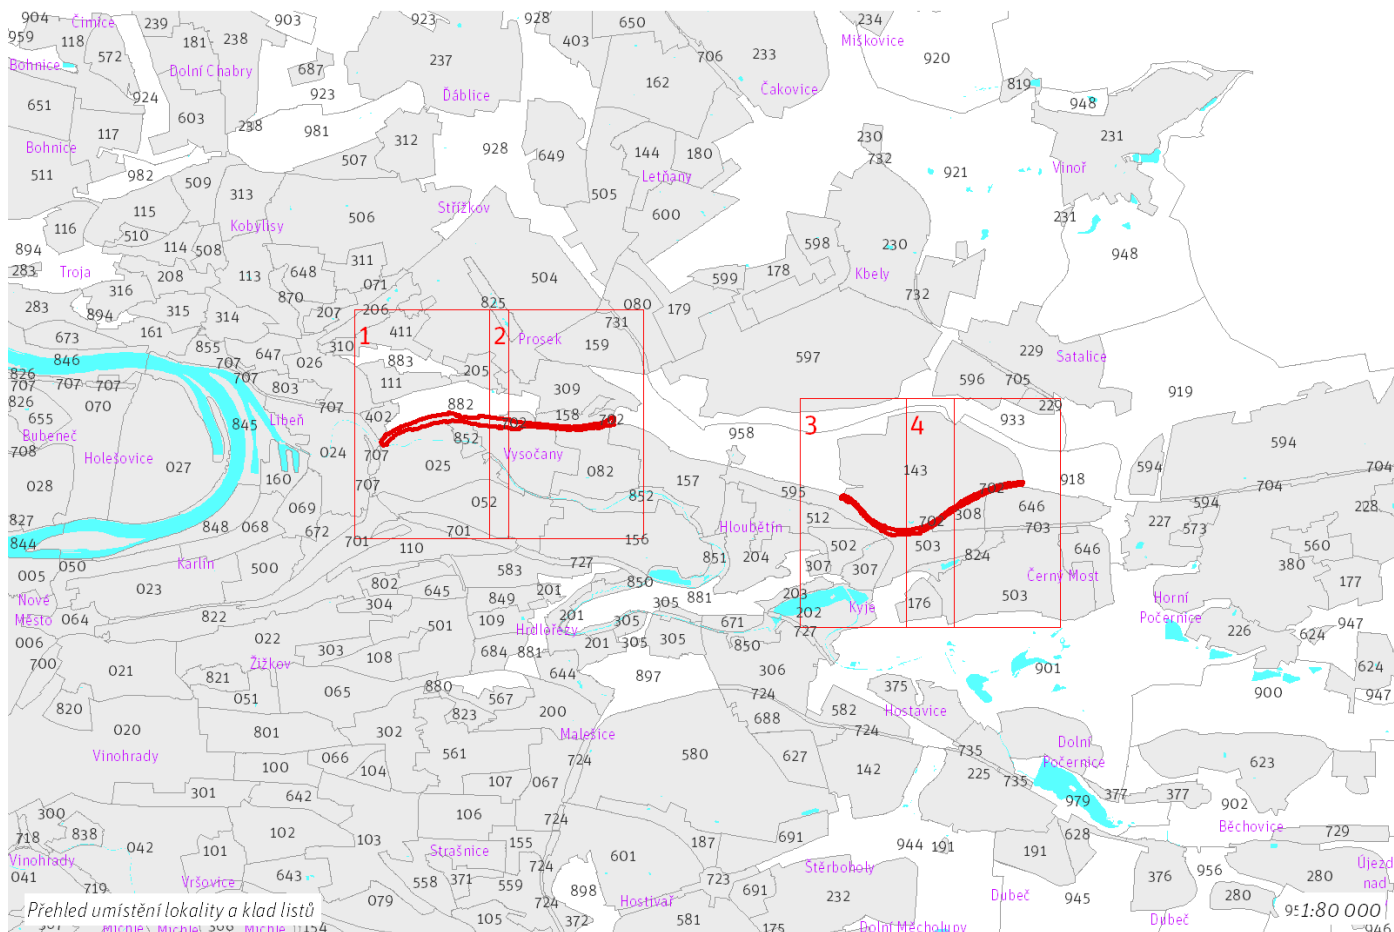 904 Čimice 239 903 923 928 650 234
959 118 572 181 238 237 403 706 233 Miškovice 920
Bohnice Dolní Chabry 687 162
651 924 923 Ďáblice Čakovice 819 948
603 238 981 312
117 928 649 144 180 230 231
Bohnice 507 732
511 982 509 Letňany 921 Vinoř
313 505
115 506 Střížkov 600 231
116 510 Kobylisy 598 230
894 114 508 311 948
283 Troja 208 113 648 071 504 599 178 Kbely
316 870 732
283 894 315 314 207 206 825 080 179
673 161 310 411 1 2 Prosek 731 159 229 Satalice
846 855 707 647 026 883 597
826 707 205 596 705 919
707 707 707 803 111 309
826 070 882 229
655 402 702 158 702 933
Bubeneč 845 Libeň 707 3 4
708 024 852 Vysočany 958 594
Holešovice 027 707 025 082 143 594 704
028 160 707 157 918 704
069 052 852 595 702 594 228
827 848 068 672 512 702 308 646 227 573
844 701 701 156 Hloubětín 703
050 Karlín 110 727 502 503 824 646 560
005 500 583 851 204 307 307 Černý Most 380
023 802 850 177
Nové 645 849 201 881 203 503 Horní
Město 064 822 304 305 202 Kyje 176 Počernice
501 109 201 305 671 727 226 947
006 022 Hrdlořezy 624
700 303 684 881 201 305 305 850
021 Žižkov 108 644 897 306 901 624
821 051 065 880 567 724 375 900 947
820 823 200 688 582 Hostavice
020 801 302 Malešice 724 Dolní
Vinohrady 066 561 580 627 735 Počernice 623
100 104 107 067 724 142 225 735
301 642 979 377 377 902
300 106 724 Běchovice
718 838 102 103 691 628 729
042 101 155 187 944 191 191
Vinohrady Strašnice 601 Štěrboholy 956 Újezd
041 643 724 376 280 nad
719 Vršovice 558 371 559 898 723 691 232 Dubeč 945 280
079 724 Hostivař
Přehled umístění lokality a klad listů 105 372 581 Dubeč 1:80 000
Michle Michle 306 Michle 154 175 Dolní Měcholupy 946